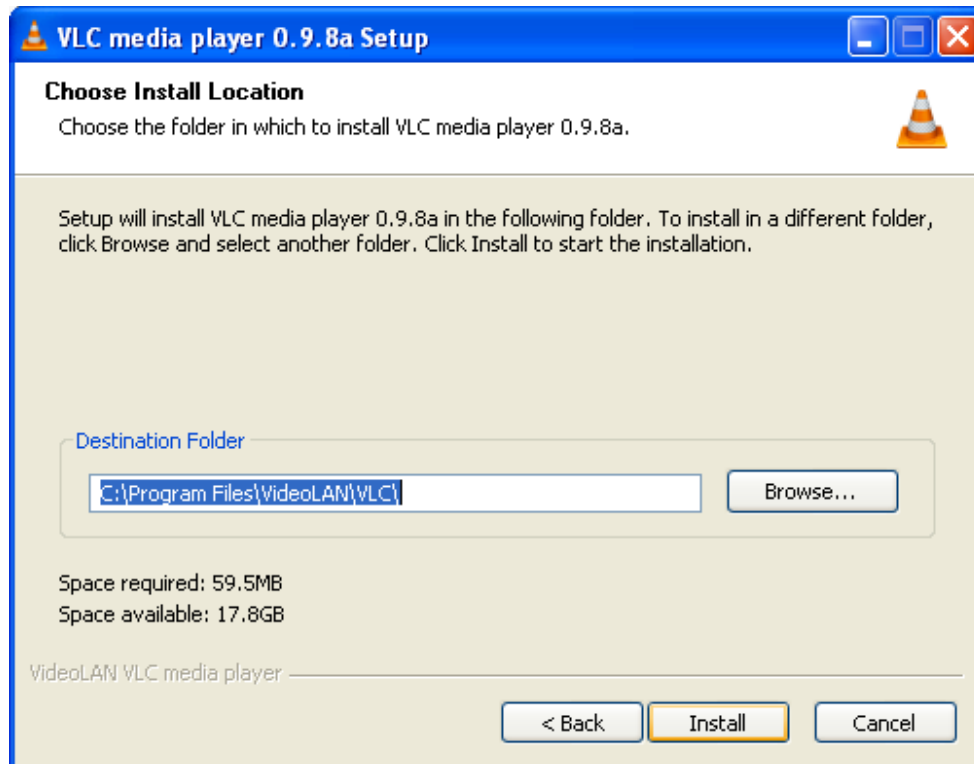 VLC media player 0.9.8a Setup
Choose Install Location
Choose the folder in which to install VLC media player 0.9.8a.
Setup will install VLC media player 0.9.8a in the following folder. To install in a different folder,
click Browse and select another folder. Click Install to start the installation.
Destination Folder
C:\Program Files\VideoLAN\VLC\
Browse...
Space required: 59.5MB
Space available: 17.8GB
VideoLAN VLC media player
< Back
Install
Cancel